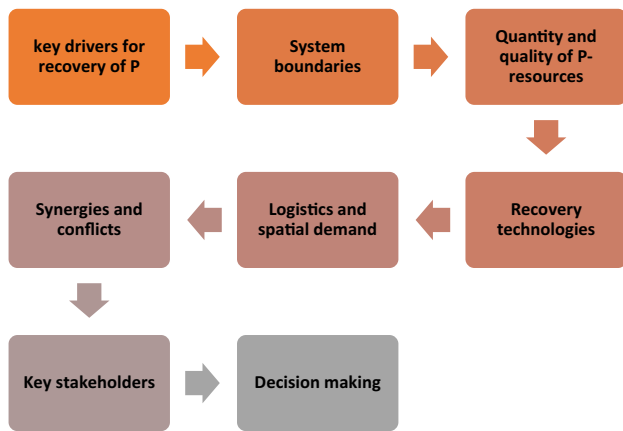 key drivers for
recovery of P
System
boundaries
Quantity and
quality of P-
resources
Synergies and
conflicts
Logistics and
spatial demand
Recovery
technologies
Key stakeholders
Decision making